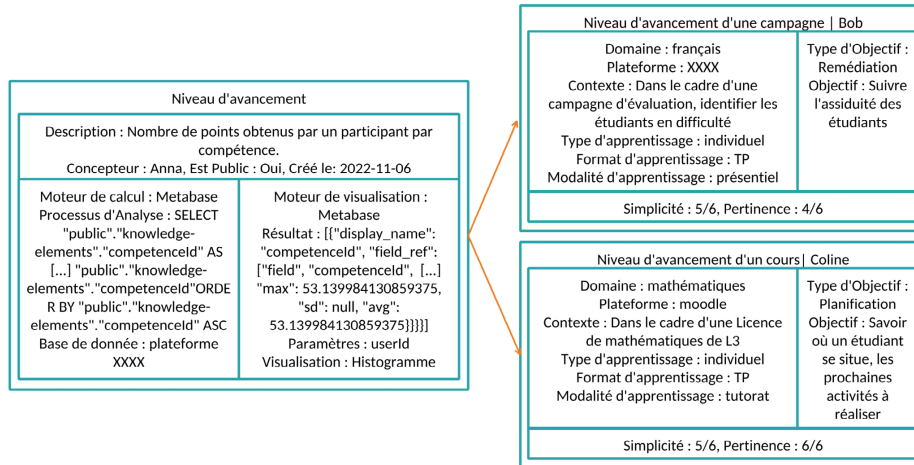 Niveau d'avancement
Description : Nombre de points obtenus par un participant par
compétence.
Concepteur : Anna, Est Public : Oui, Créé le: 2022-11-06
Moteur de calcul : Metabase
Processus d'Analyse : SELECT
"public"."knowledge-
elements"."competenceId" AS
[...] "public"."knowledge-
elements"."competenceId"ORDE
R BY "public"."knowledge-
elements"."competenceId" ASC
Base de donnée : plateforme
XXXX
Moteur de visualisation :
Metabase
Résultat : [{"display_name":
"competenceId", "field_ref":
["field", "competenceId", [...]
"max": 53.139984130859375,
"sd": null, "avg":
53.139984130859375}}}}]
Paramètres : userId
Visualisation : Histogramme
Niveau d'avancement d'une campagne | Bob
Domaine : français
Plateforme : XXXX
Contexte : Dans le cadre d'une
campagne d'évaluation, identifier les
étudiants en difficulté
Type d'apprentissage : individuel
Format d'apprentissage : TP
Modalité d'apprentissage : présentiel
Type d'Objectif :
Remédiation
Objectif : Suivre
l'assiduité des
étudiants
Simplicité : 5/6, Pertinence : 4/6
Niveau d'avancement d'un cours| Coline
Domaine : mathématiques
Plateforme : moodle
Contexte : Dans le cadre d'une Licence
de mathématiques de L3
Type d'apprentissage : individuel
Format d'apprentissage : TP
Modalité d'apprentissage : tutorat
Type d'Objectif :
Planification
Objectif : Savoir
où un étudiant
se situe, les
prochaines
activités à
réaliser
Simplicité : 5/6, Pertinence : 6/6